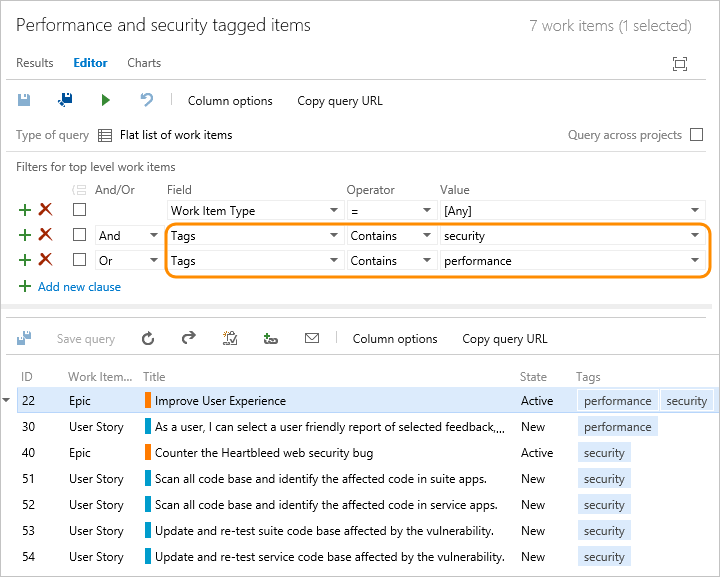 Performance and security tagged items 7 work items (1 selected)
Results Editor Charts
Column options Copy query URL
Type of query Flat list of work items Query across projects
Filters for top level work items
And/Or Field Operator Value
Work Item Type = [Any]
And Tags Contains security
Or Tags Contains performance
Add new clause
Save query Column options Copy query URL
ID Work Item... Title State Tags
22 Epic Improve User Experience Active performance security
30 User Story As a user, I can select a user friendly report of selected feedback,... New performance
40 Epic Counter the Heartbleed web security bug Active security
51 User Story Scan all code base and identify the affected code in suite apps. New security
52 User Story Scan all code base and identify the affected code in service apps. New security
53 User Story Update and re-test suite code base affected by the vulnerability. New security
54 User Story Update and re-test service code base affected by the vulnerability. New security